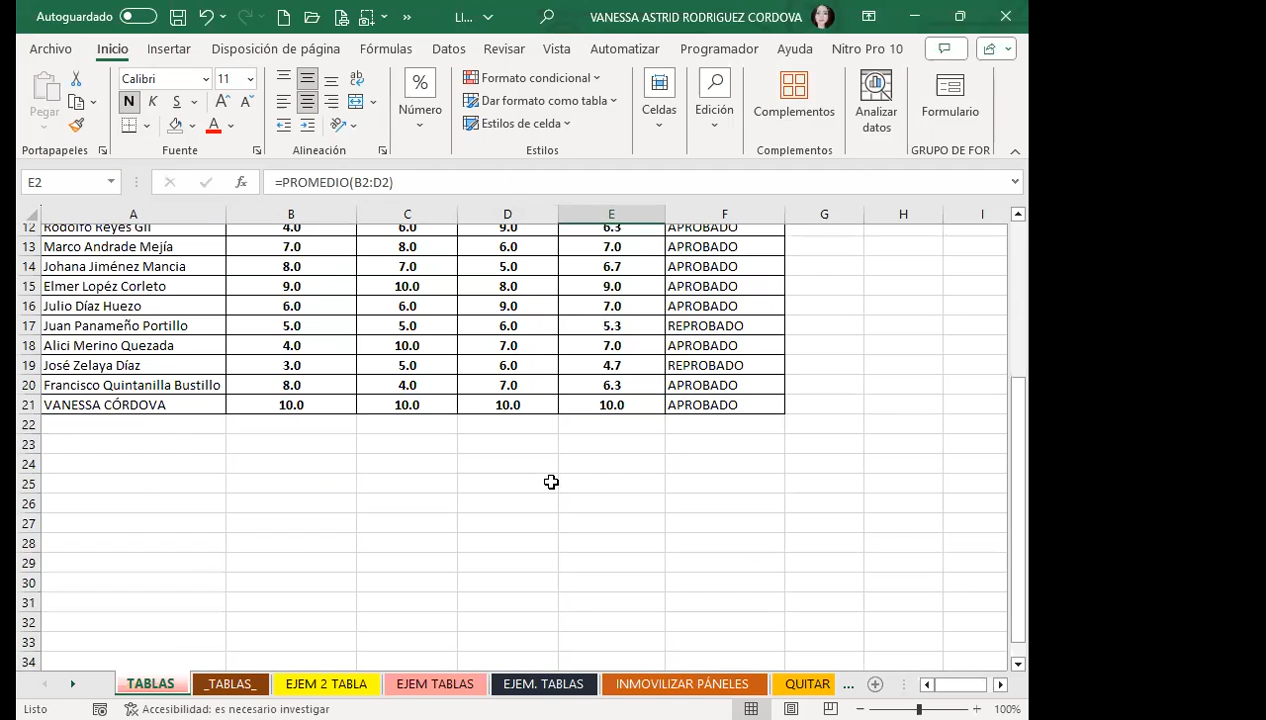 Autoguardado LI... VANESSA ASTRID RODRIGUEZ CORDOVA
Archivo Inicio Insertar Disposición de página Fórmulas Datos Revisar Vista Automatizar Programador Ayuda Nitro Pro 10
Pegar Calibri 11 N K S Número Formato condicional Dar formato como tabla Estilos de celda Celdas Edición Complementos Analizar datos Formulario
Portapapeles Fuente Alineación Estilos Complementos GRUPO DE FOR
E2 fx =PROMEDIO(B2:D2)
A B C D E F G H I
12 Rodolfo Reyes Gil 4.0 6.0 9.0 6.3 APROBADO
13 Marco Andrade Mejía 7.0 8.0 6.0 7.0 APROBADO
14 Johana Jiménez Mancia 8.0 7.0 5.0 6.7 APROBADO
15 Elmer Lopéz Corleto 9.0 10.0 8.0 9.0 APROBADO
16 Julio Díaz Huezo 6.0 6.0 9.0 7.0 APROBADO
17 Juan Panameño Portillo 5.0 5.0 6.0 5.3 REPROBADO
18 Alici Merino Quezada 4.0 10.0 7.0 7.0 APROBADO
19 José Zelaya Díaz 3.0 5.0 6.0 4.7 REPROBADO
20 Francisco Quintanilla Bustillo 8.0 4.0 7.0 6.3 APROBADO
21 VANESSA CÓRDOVA 10.0 10.0 10.0 10.0 APROBADO
22
23
24
25
26
27
28
29
30
31
32
33
34
TABLAS _TABLAS_ EJEM 2 TABLA EJEM TABLAS EJEM. TABLAS INMOVILIZAR PÁNELES QUITAR ...
Listo Accesibilidad: es necesario investigar 100%